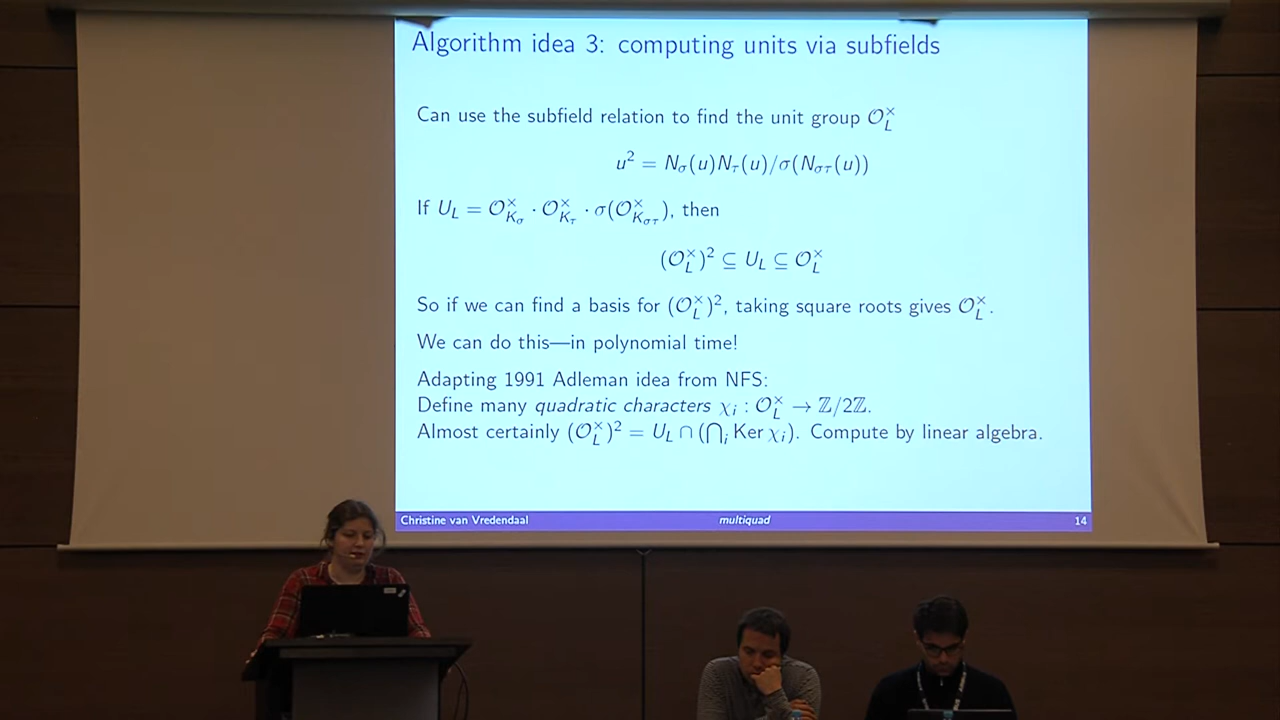 Algorithm idea 3: computing units via subfields
Can use the subfield relation to find the unit group 𝒪_L^×
u² = N_σ(u)N_τ(u)/σ(N_στ(u))
If U_L = 𝒪_{K_σ}^× · 𝒪_{K_τ}^× · σ(𝒪_{K_στ}^×), then
(𝒪_L^×)² ⊆ U_L ⊆ 𝒪_L^×
So if we can find a basis for (𝒪_L^×)², taking square roots gives 𝒪_L^×.
We can do this—in polynomial time!
Adapting 1991 Adleman idea from NFS:
Define many quadratic characters χ_i : 𝒪_L^× → ℤ/2ℤ.
Almost certainly (𝒪_L^×)² = U_L ∩ (⋂_i Ker χ_i). Compute by linear algebra.
Christine van Vredendaal multiquad 14